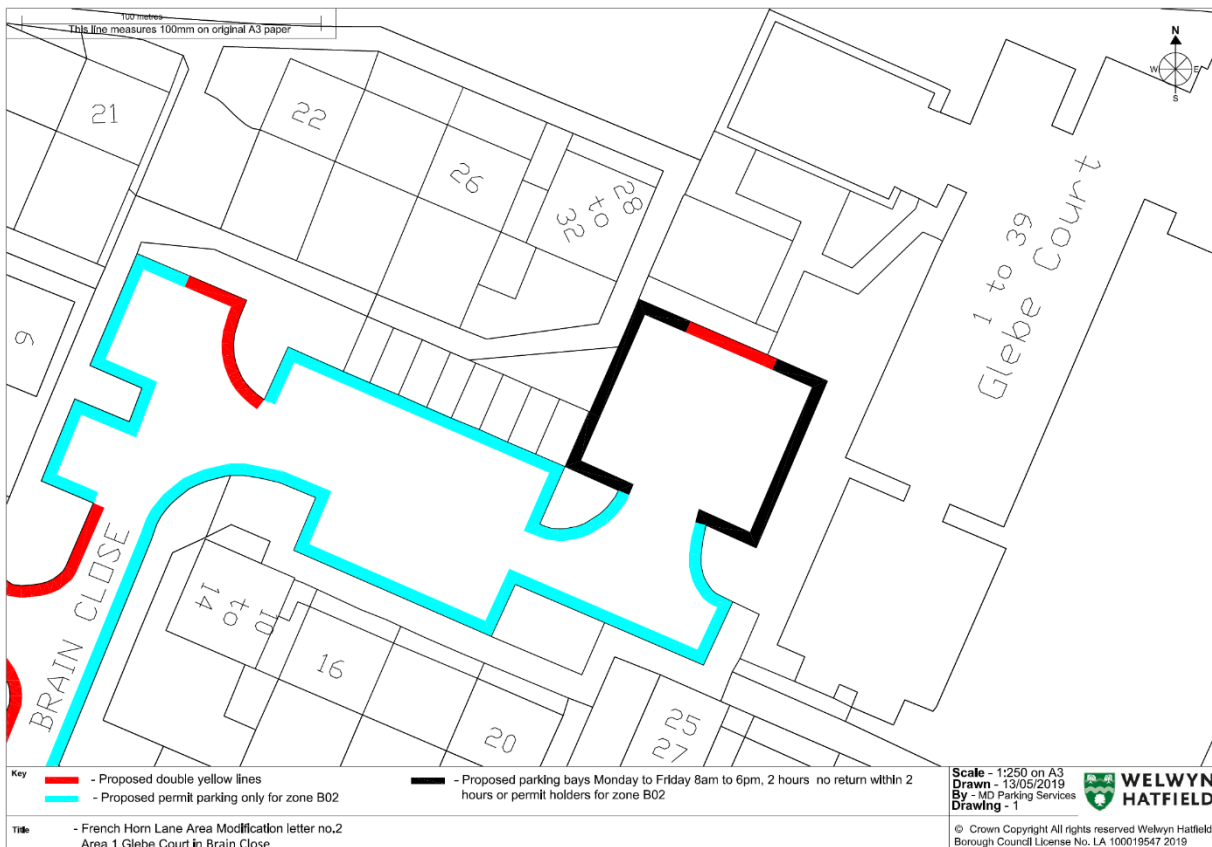 100 metres
This line measures 100mm on original A3 paper
N
W E
S
21
22
26
28
to
32
1 to 39
Glebe Court
9
BRAIN CLOSE
14
to
10
16
20
25
27
Key
- Proposed double yellow lines
- Proposed permit parking only for zone B02
- Proposed parking bays Monday to Friday 8am to 6pm, 2 hours no return within 2
hours or permit holders for zone B02
Scale - 1:250 on A3
Drawn - 13/05/2019
By - MD Parking Services
Drawing - 1
WELWYN
HATFIELD
Title
- French Horn Lane Area Modification letter no.2
Area 1 Glebe Court in Brain Close
© Crown Copyright All rights reserved Welwyn Hatfield
Borough Council License No. LA 100019547 2019